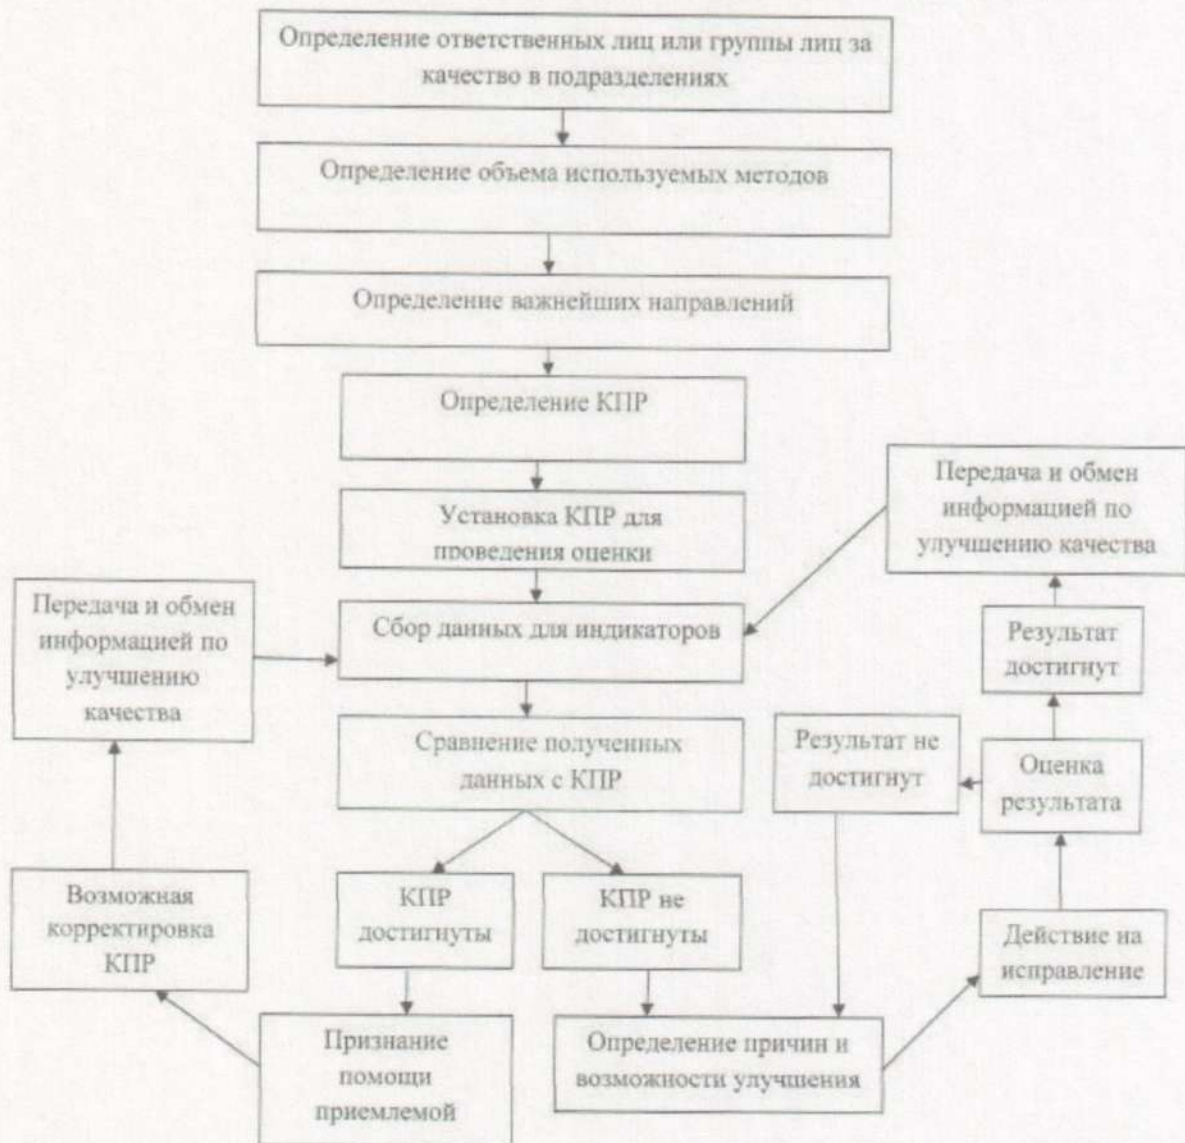 Определение ответственных лиц или группы лиц за
качество в подразделениях
Определение объема используемых методов
Определение важнейших направлений
Определение КПР
Установка КПР для
проведения оценки
Передача и обмен
информацией по
улучшению качества
Передача и обмен
информацией по
улучшению
качества
Сбор данных для индикаторов
Результат
достигнут
Сравнение полученных
данных с КПР
Результат не
достигнут
Оценка
результата
Возможная
корректировка
КПР
КПР
достигнуты
КПР не
достигнуты
Действие на
исправление
Признание
помощи
приемлемой
Определение причин и
возможности улучшения